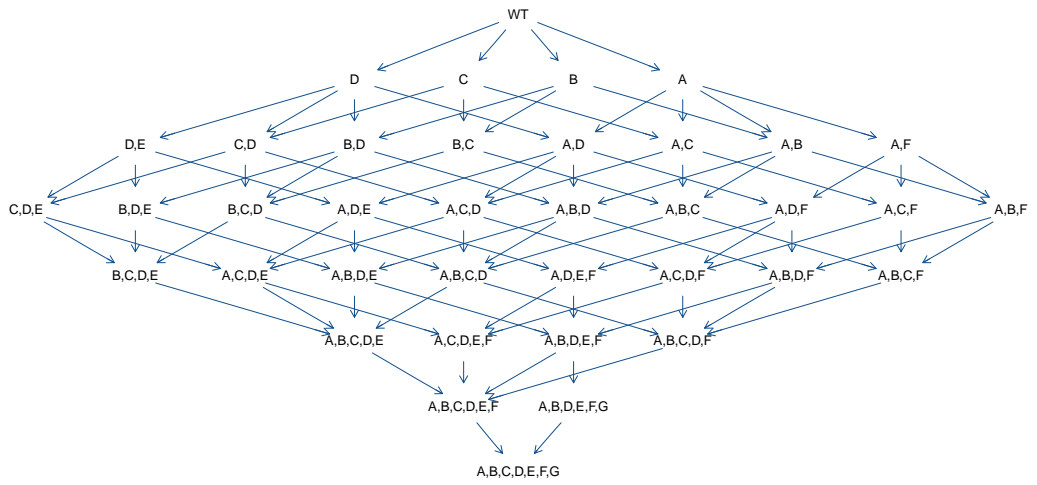 WT
D C B A
D,E C,D B,D B,C A,D A,C A,B A,F
C,D,E B,D,E B,C,D A,D,E A,C,D A,B,D A,B,C A,D,F A,C,F A,B,F
B,C,D,E A,C,D,E A,B,D,E A,B,C,D A,D,E,F A,C,D,F A,B,D,F A,B,C,F
A,B,C,D,E A,C,D,E,F A,B,D,E,F A,B,C,D,F
A,B,C,D,E,F A,B,D,E,F,G
A,B,C,D,E,F,G